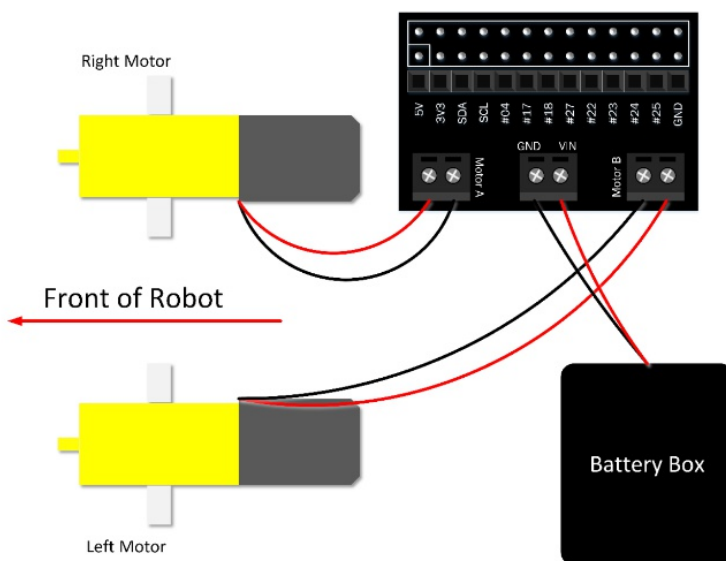 Right Motor
5V 3V3 SDA SCL #04 #17 #18 #27 #22 #23 #24 #25 GND
Motor A
GND VIN
Motor B
Front of Robot
Battery Box
Left Motor